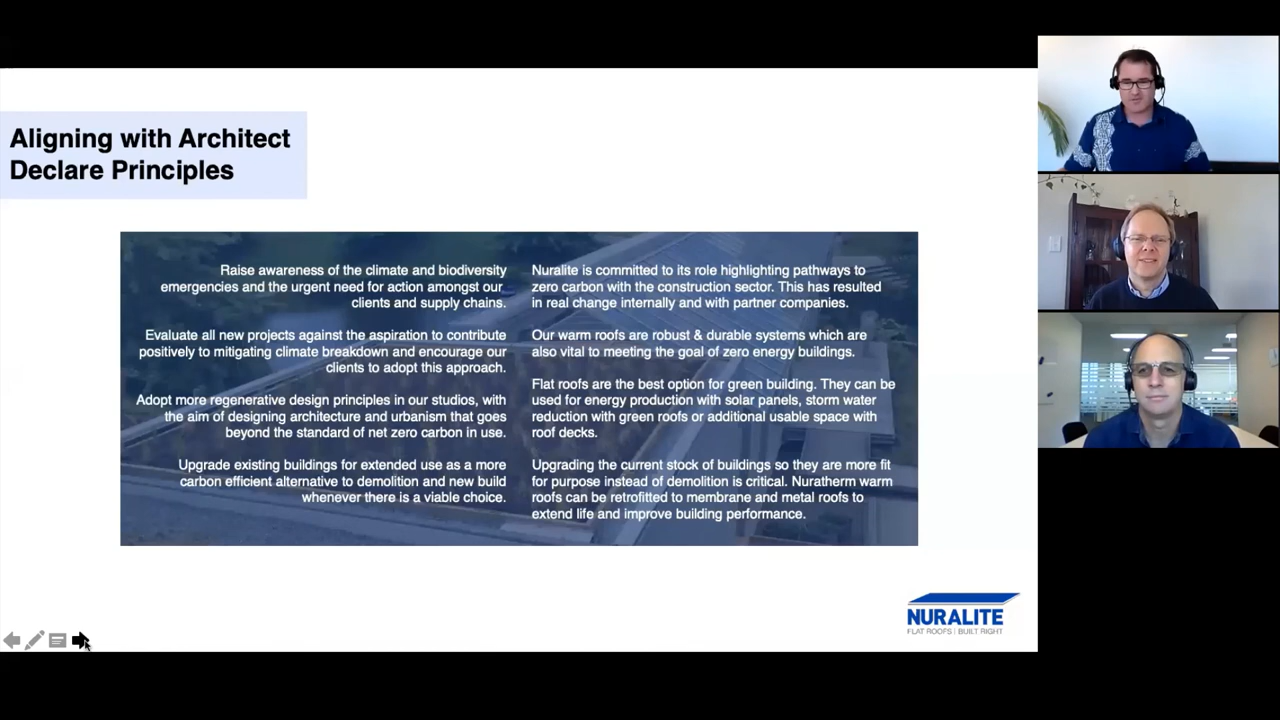 Aligning with Architect
Declare Principles
Raise awareness of the climate and biodiversity
emergencies and the urgent need for action amongst our
clients and supply chains.
Evaluate all new projects against the aspiration to contribute
positively to mitigating climate breakdown and encourage our
clients to adopt this approach.
Adopt more regenerative design principles in our studios, with
the aim of designing architecture and urbanism that goes
beyond the standard of net zero carbon in use.
Upgrade existing buildings for extended use as a more
carbon efficient alternative to demolition and new build
whenever there is a viable choice.
Nuralite is committed to its role highlighting pathways to
zero carbon with the construction sector. This has resulted
in real change internally and with partner companies.
Our warm roofs are robust & durable systems which are
also vital to meeting the goal of zero energy buildings.
Flat roofs are the best option for green building. They can be
used for energy production with solar panels, storm water
reduction with green roofs or additional usable space with
roof decks.
Upgrading the current stock of buildings so they are more fit
for purpose instead of demolition is critical. Nuratherm warm
roofs can be retrofitted to membrane and metal roofs to
extend life and improve building performance.
NURALITE
FLAT ROOFS | BUILT RIGHT